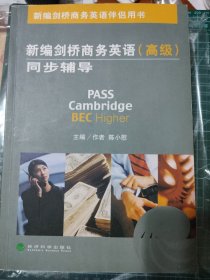 新编剑桥商务英语伴侣用书
新编剑桥商务英语(高级)
同步辅导
PASS
Cambridge
BEC Higher
主编/作者 陈小慰
经济科学出版社